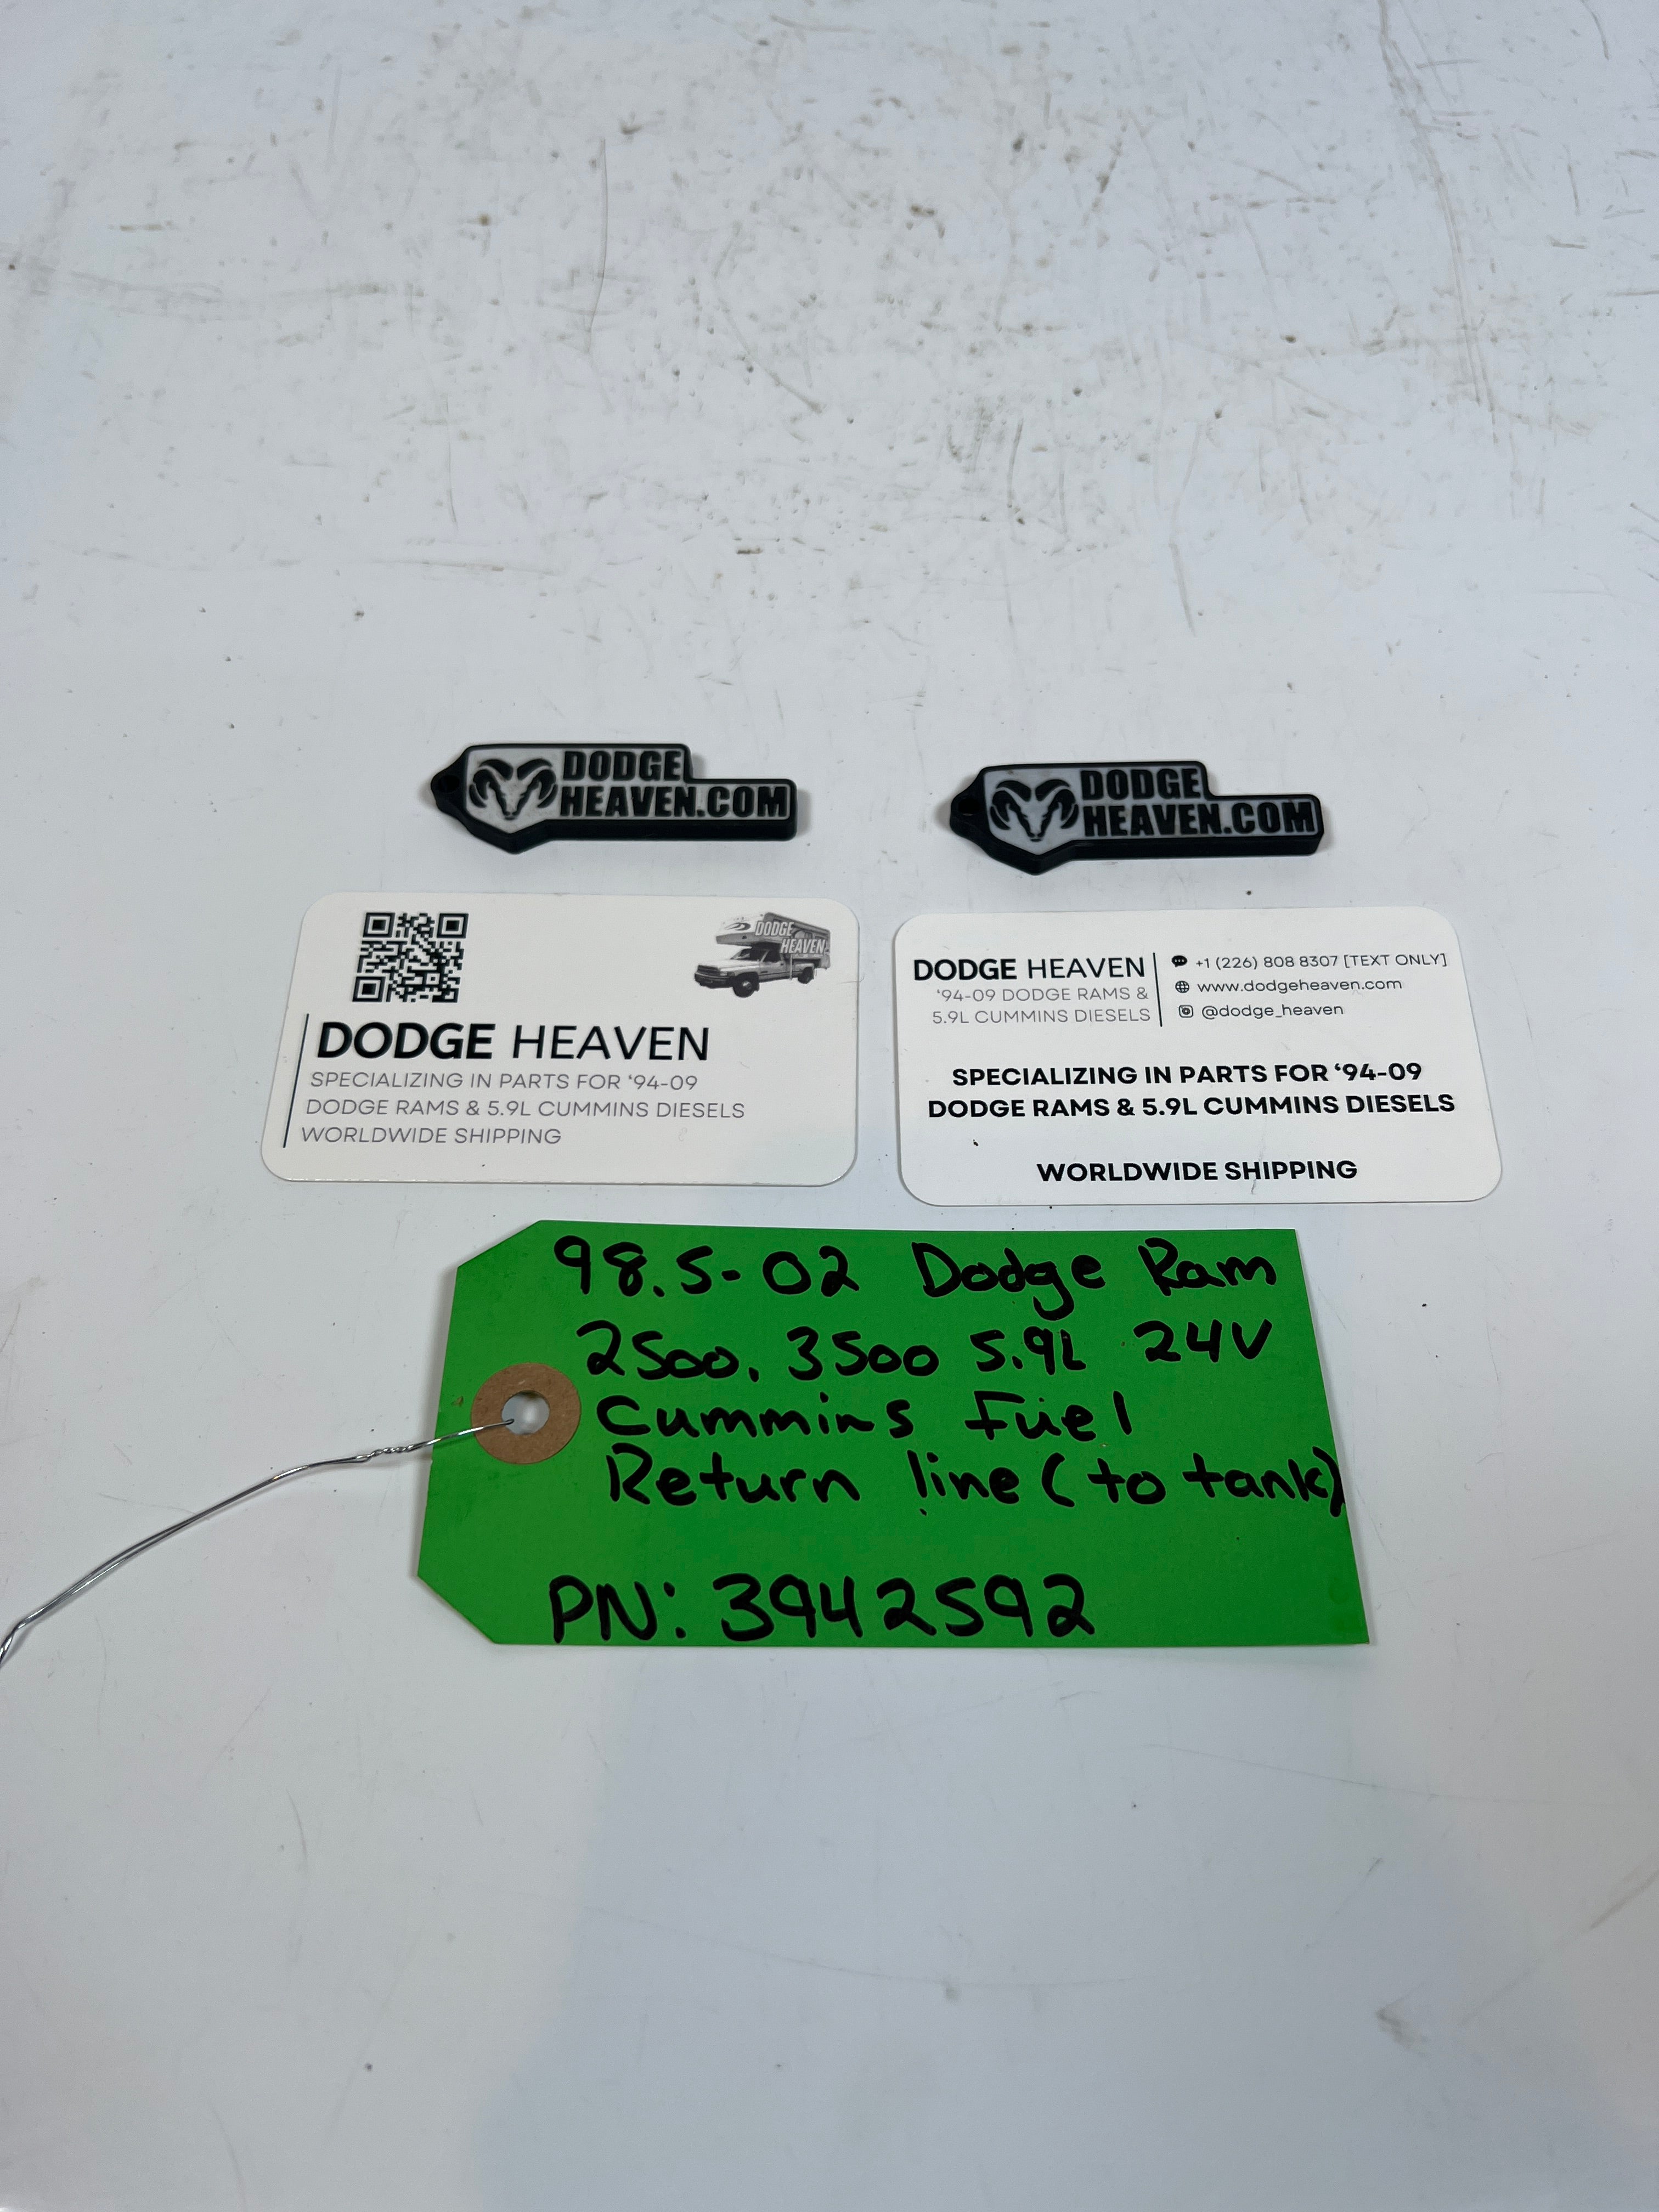 DODGE
HEAVEN.COM
DODGE
HEAVEN.COM
DODGE
HEAVEN
DODGE HEAVEN
SPECIALIZING IN PARTS FOR ‘94-09
DODGE RAMS & 5.9L CUMMINS DIESELS
WORLDWIDE SHIPPING
DODGE HEAVEN
‘94-09 DODGE RAMS &
5.9L CUMMINS DIESELS
+1 (226) 808 8307 [TEXT ONLY]
www.dodgeheaven.com
@dodge_heaven
SPECIALIZING IN PARTS FOR ‘94-09
DODGE RAMS & 5.9L CUMMINS DIESELS
WORLDWIDE SHIPPING
98.5-02 Dodge Ram
2500, 3500 5.9L 24V
Cummins Fuel
Return line (to tank)
PN: 3942592